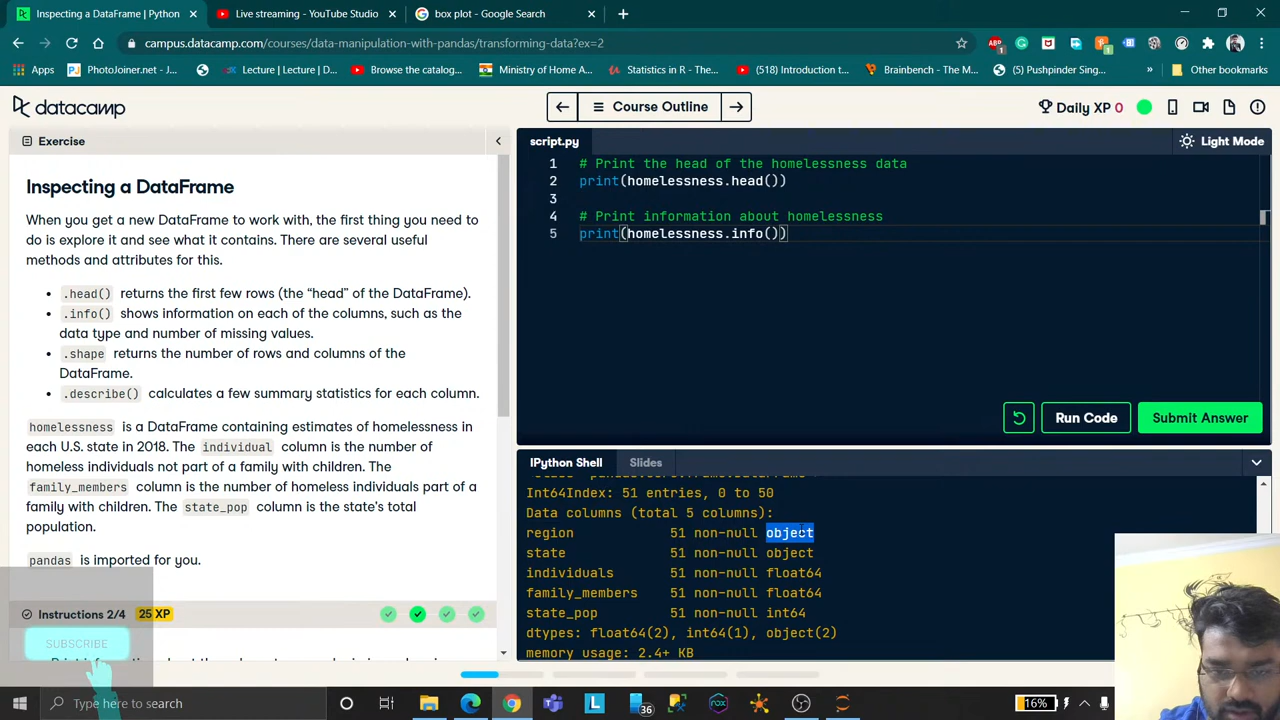 Inspecting a DataFrame | Python
Live streaming - YouTube Studio
box plot - Google Search
campus.datacamp.com/courses/data-manipulation-with-pandas/transforming-data?ex=2
Apps
PhotoJoiner.net - J...
Lecture | Lecture | D...
Browse the catalog...
Ministry of Home A...
Statistics in R - The...
(518) Introduction t...
Brainbench - The M...
(5) Pushpinder Sing...
»
Other bookmarks
datacamp
Course Outline
Daily XP 0
Exercise
script.py
Light Mode
Inspecting a DataFrame
When you get a new DataFrame to work with, the first thing you need to
do is explore it and see what it contains. There are several useful
methods and attributes for this.
• .head() returns the first few rows (the “head” of the DataFrame).
• .info() shows information on each of the columns, such as the
data type and number of missing values.
• .shape returns the number of rows and columns of the
DataFrame.
• .describe() calculates a few summary statistics for each column.
homelessness is a DataFrame containing estimates of homelessness in
each U.S. state in 2018. The individual column is the number of
homeless individuals not part of a family with children. The
family_members column is the number of homeless individuals part of a
family with children. The state_pop column is the state's total
population.
pandas is imported for you.
Instructions 2/4
25 XP
SUBSCRIBE
1 # Print the head of the homelessness data
2 print(homelessness.head())
3
4 # Print information about homelessness
5 print(homelessness.info())
Run Code
Submit Answer
IPython Shell
Slides
Int64Index: 51 entries, 0 to 50
Data columns (total 5 columns):
region 51 non-null object
state 51 non-null object
individuals 51 non-null float64
family_members 51 non-null float64
state_pop 51 non-null int64
dtypes: float64(2), int64(1), object(2)
memory usage: 2.4+ KB
Type here to search
L
36
nox
16%